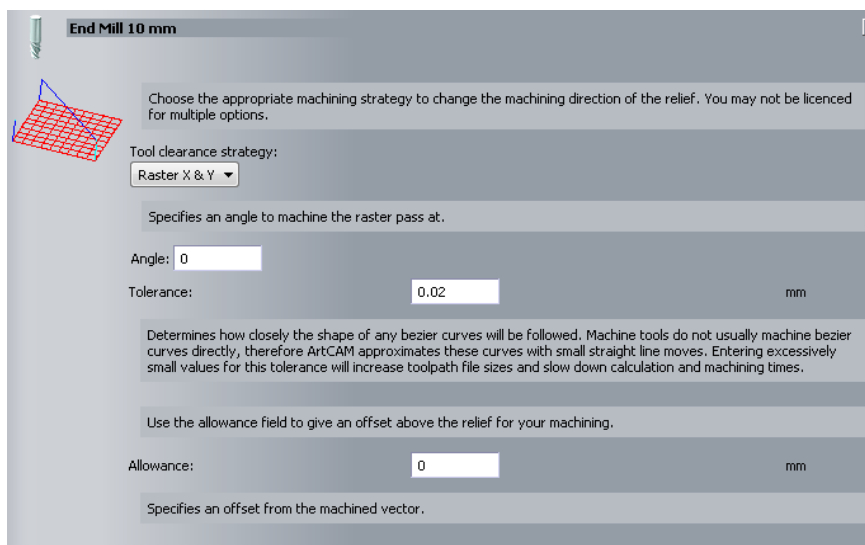 End Mill 10 mm
Choose the appropriate machining strategy to change the machining direction of the relief. You may not be licenced
for multiple options.
Tool clearance strategy:
Raster X & Y
Specifies an angle to machine the raster pass at.
Angle: 0
Tolerance: 0.02 mm
Determines how closely the shape of any bezier curves will be followed. Machine tools do not usually machine bezier
curves directly, therefore ArtCAM approximates these curves with small straight line moves. Entering excessively
small values for this tolerance will increase toolpath file sizes and slow down calculation and machining times.
Use the allowance field to give an offset above the relief for your machining.
Allowance: 0 mm
Specifies an offset from the machined vector.